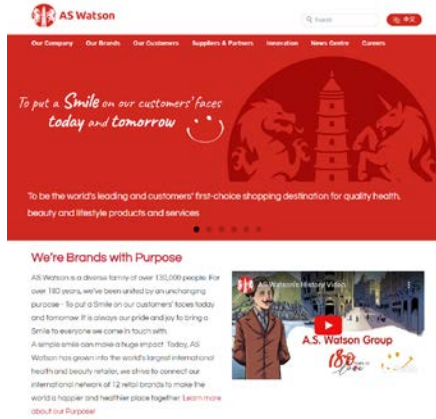 AS Watson
Search
中文
Our Company Our Brands Our Customers Suppliers & Partners Innovation News Centre Careers
To put a Smile on our customers' faces
today and tomorrow
To be the world's leading and customers' first-choice shopping destination for quality health,
beauty and lifestyle products and services
We're Brands with Purpose
AS Watson is a diverse family of over 130,000 people. For
over 180 years, we've been united by an unchanging
purpose - To put a Smile on our customers' faces today
and tomorrow. It is always our pride and joy to bring a
Smile to everyone we come in touch with.
A simple smile can make a huge impact. Today, AS
Watson has grown into the world's largest international
health and beauty retailer, we strive to connect our
international network of 12 retail brands to make the
world a happier and healthier place together. Learn more
about our Purpose!
AS Watson's History Video
A.S. Watson Group
180
love